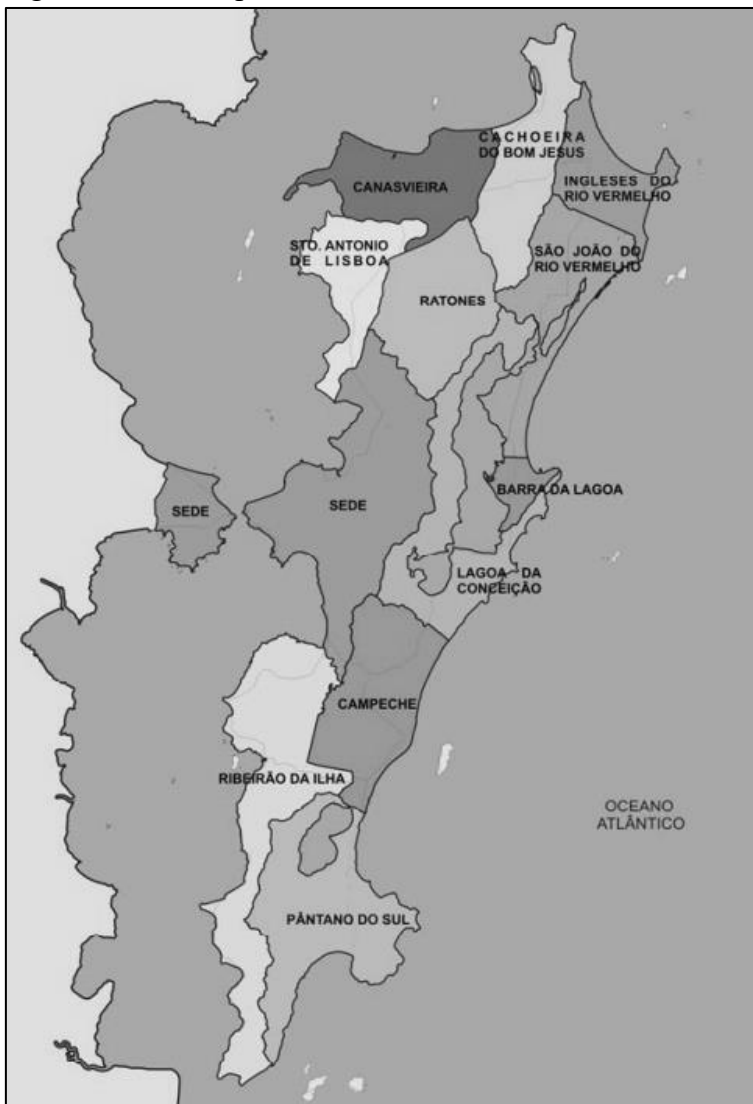 CACHOEIRA
DO BOM JESUS
CANASVIEIRA
INGLESES DO
RIO VERMELHO
STO. ANTONIO
DE LISBOA
SÃO JOÃO DO
RIO VERMELHO
RATONES
BARRA DA LAGOA
SEDE
SEDE
LAGOA DA
CONCEIÇÃO
CAMPECHE
RIBEIRÃO DA ILHA
OCEANO
ATLÂNTICO
PÂNTANO DO SUL